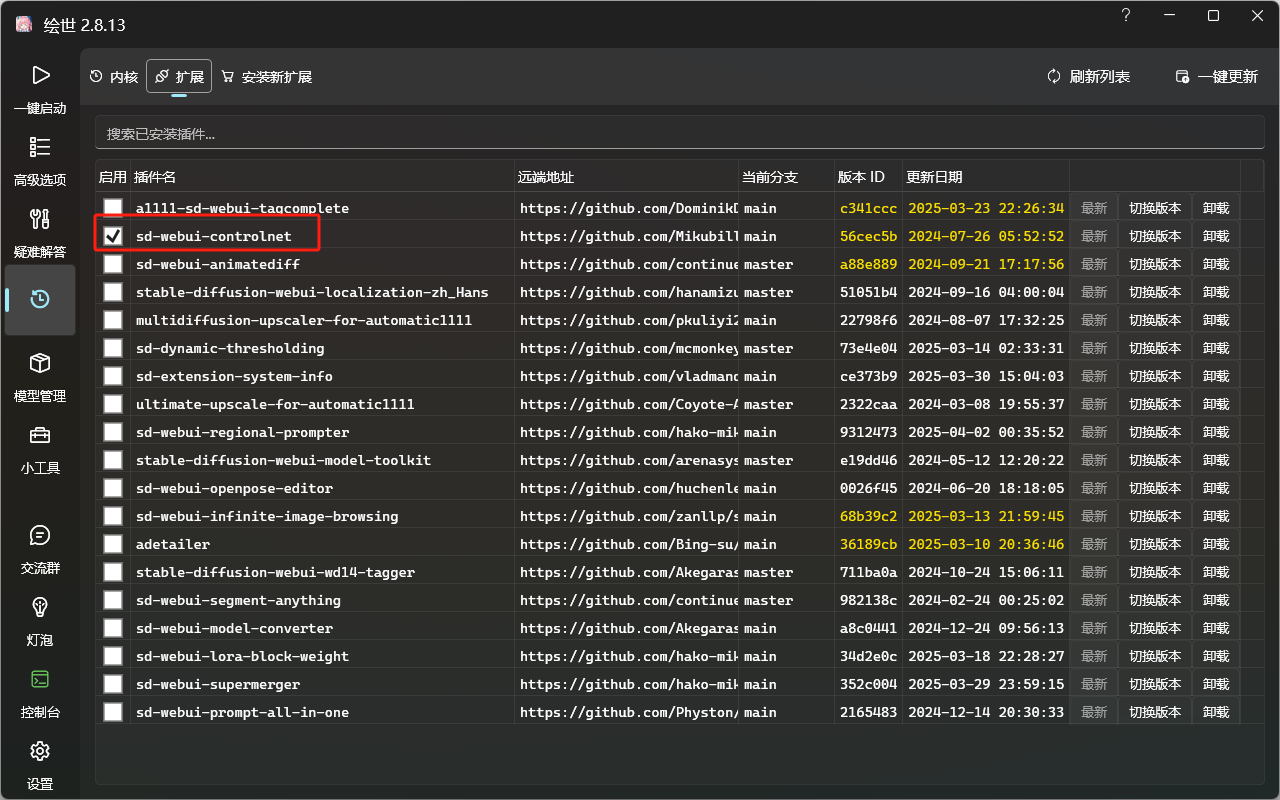 绘世 2.8.13
?
一键启动
高级选项
疑难解答
模型管理
小工具
交流群
灯泡
控制台
设置
内核 扩展 安装新扩展 刷新列表 一键更新
搜索已安装插件...
启用 插件名 远端地址 当前分支 版本 ID 更新日期
a1111-sd-webui-tagcomplete https://github.com/DominikD main c341ccc 2025-03-23 22:26:34 最新 切换版本 卸载
sd-webui-controlnet https://github.com/Mikubill main 56cec5b 2024-07-26 05:52:52 最新 切换版本 卸载
sd-webui-animatediff https://github.com/continue master a88e889 2024-09-21 17:17:56 最新 切换版本 卸载
stable-diffusion-webui-localization-zh_Hans https://github.com/hanamizu master 51051b4 2024-09-16 04:00:04 最新 切换版本 卸载
multidiffusion-upscaler-for-automatic1111 https://github.com/pkuliyi2 main 22798f6 2024-08-07 17:32:25 最新 切换版本 卸载
sd-dynamic-thresholding https://github.com/mcmonkey master 73e4e04 2025-03-14 02:33:31 最新 切换版本 卸载
sd-extension-system-info https://github.com/vladmand main ce373b9 2025-03-30 15:04:03 最新 切换版本 卸载
ultimate-upscale-for-automatic1111 https://github.com/Coyote-A master 2322caa 2024-03-08 19:55:37 最新 切换版本 卸载
sd-webui-regional-prompter https://github.com/hako-mik main 9312473 2025-04-02 00:35:52 最新 切换版本 卸载
stable-diffusion-webui-model-toolkit https://github.com/arenasys master e19dd46 2024-05-12 12:20:22 最新 切换版本 卸载
sd-webui-openpose-editor https://github.com/huchenle main 0026f45 2024-06-20 18:18:05 最新 切换版本 卸载
sd-webui-infinite-image-browsing https://github.com/zanllp/s main 68b39c2 2025-03-13 21:59:45 最新 切换版本 卸载
adetailer https://github.com/Bing-su/ main 36189cb 2025-03-10 20:36:46 最新 切换版本 卸载
stable-diffusion-webui-wd14-tagger https://github.com/Akegaras master 711ba0a 2024-10-24 15:06:11 最新 切换版本 卸载
sd-webui-segment-anything https://github.com/continue master 982138c 2024-02-24 00:25:02 最新 切换版本 卸载
sd-webui-model-converter https://github.com/Akegaras main a8c0441 2024-12-24 09:56:13 最新 切换版本 卸载
sd-webui-lora-block-weight https://github.com/hako-mik main 34d2e0c 2025-03-18 22:28:27 最新 切换版本 卸载
sd-webui-supermerger https://github.com/hako-mik main 352c004 2025-03-29 23:59:15 最新 切换版本 卸载
sd-webui-prompt-all-in-one https://github.com/Physton/ main 2165483 2024-12-14 20:30:33 最新 切换版本 卸载